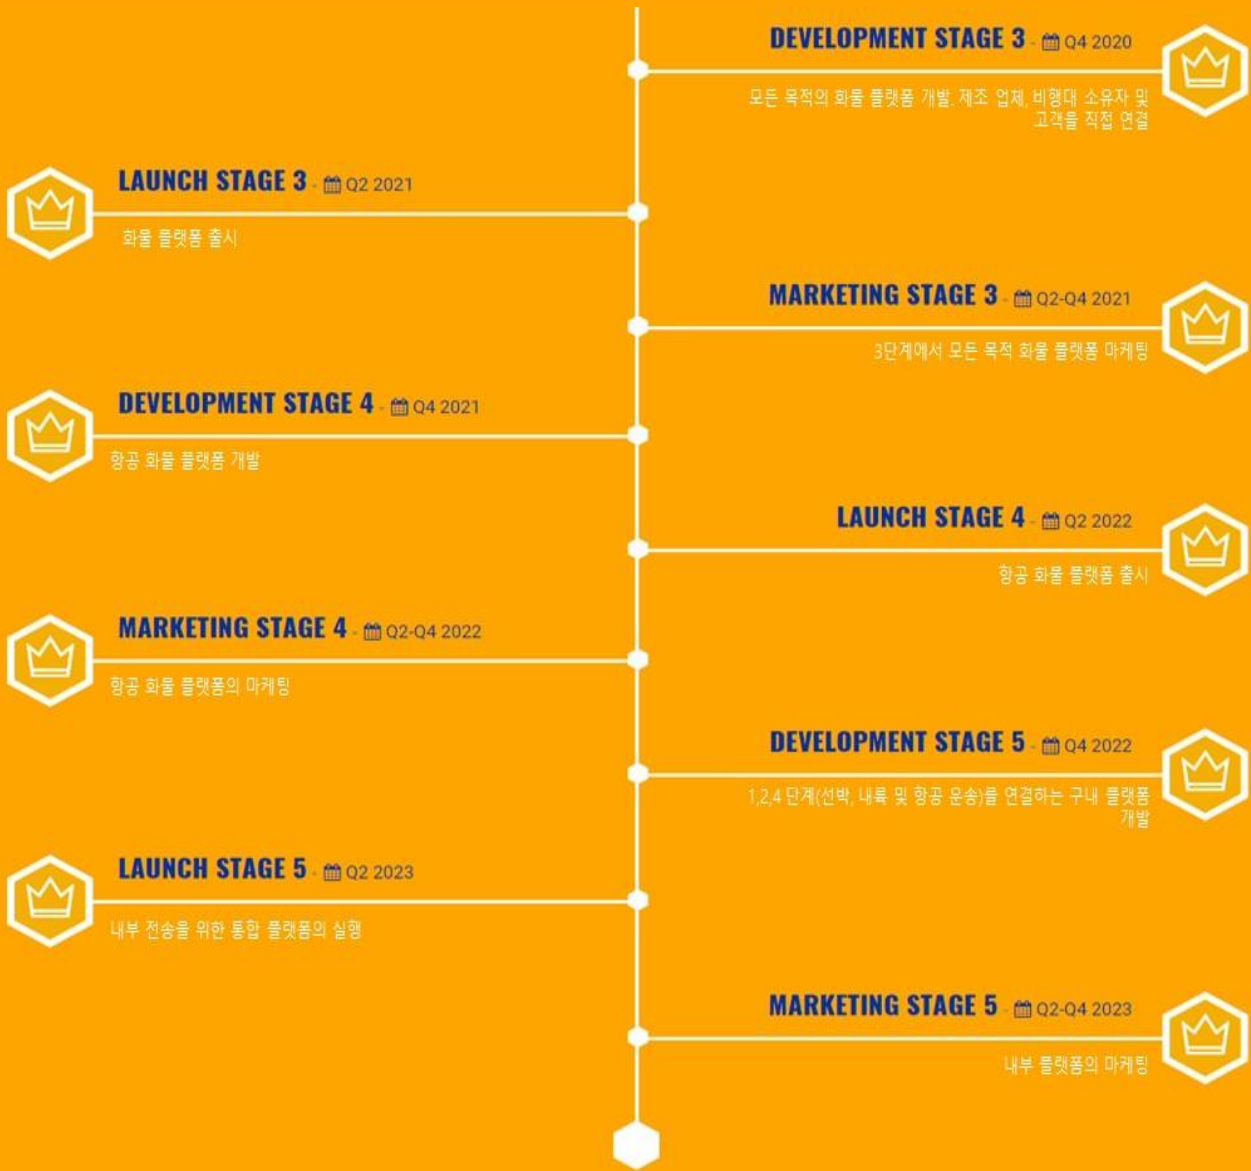 DEVELOPMENT STAGE 3 - Q4 2020
모든 목적의 화물 플랫폼 개발. 제조 업체, 비행대 소유자 및
고객을 직접 연결
LAUNCH STAGE 3 - Q2 2021
화물 플랫폼 출시
MARKETING STAGE 3 - Q2-Q4 2021
3단계에서 모든 목적 화물 플랫폼 마케팅
DEVELOPMENT STAGE 4 - Q4 2021
항공 화물 플랫폼 개발
LAUNCH STAGE 4 - Q2 2022
항공 화물 플랫폼 출시
MARKETING STAGE 4 - Q2-Q4 2022
항공 화물 플랫폼의 마케팅
DEVELOPMENT STAGE 5 - Q4 2022
1,2,4 단계(선박, 내륙 및 항공 운송)를 연결하는 구내 플랫폼
개발
LAUNCH STAGE 5 - Q2 2023
내부 전송을 위한 통합 플랫폼의 실행
MARKETING STAGE 5 - Q2-Q4 2023
내부 플랫폼의 마케팅